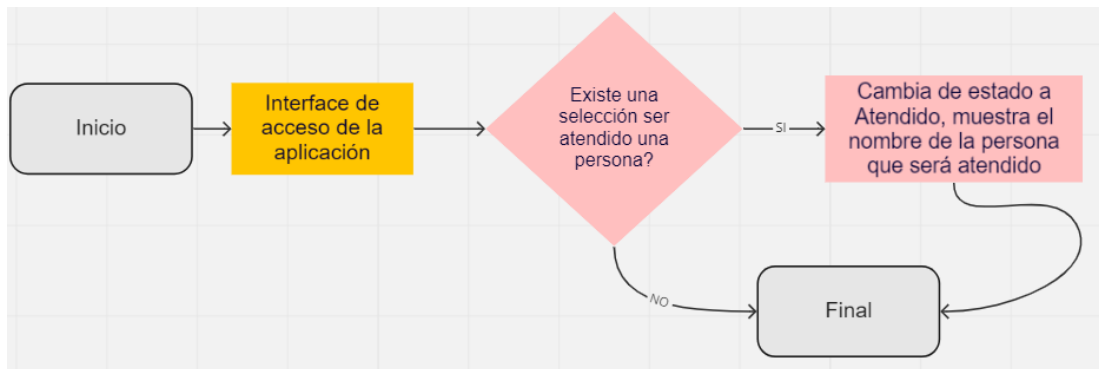 Inicio
Interface de
acceso de la
aplicación
Existe una
selección ser
atendido una
persona?
SI
Cambia de estado a
Atendido, muestra el
nombre de la persona
que será atendido
NO
Final